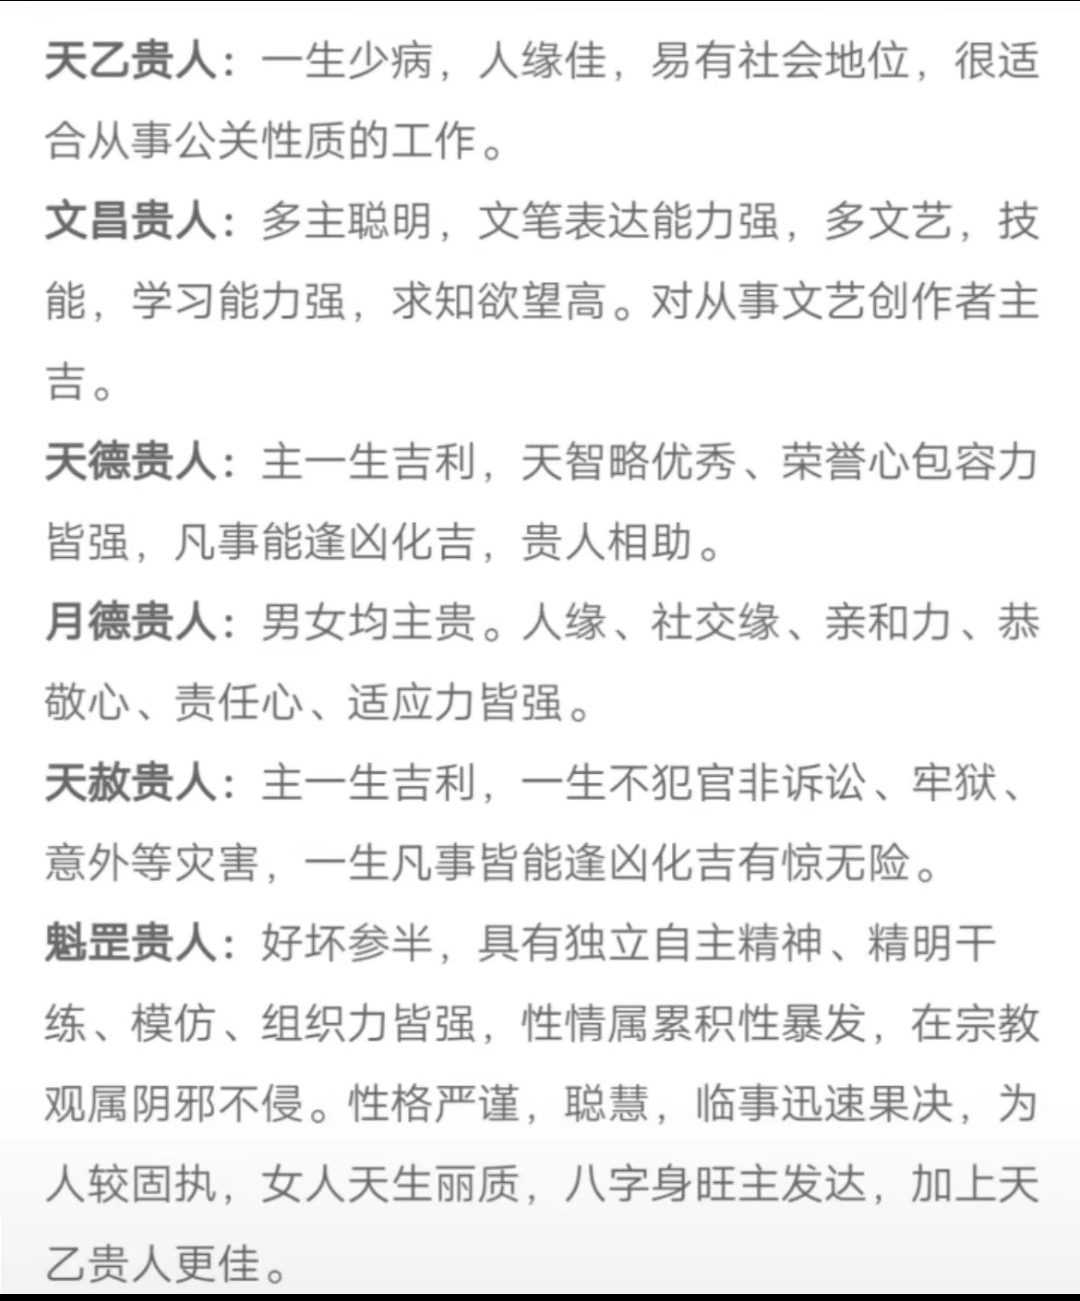 天乙贵人：一生少病，人缘佳，易有社会地位，很适
合从事公关性质的工作。
文昌贵人：多主聪明，文笔表达能力强，多文艺，技
能，学习能力强，求知欲望高。对从事文艺创作者主
吉。
天德贵人：主一生吉利，天智略优秀、荣誉心包容力
皆强，凡事能逢凶化吉，贵人相助。
月德贵人：男女均主贵。人缘、社交缘、亲和力、恭
敬心、责任心、适应力皆强。
天赦贵人：主一生吉利，一生不犯官非诉讼、牢狱、
意外等灾害，一生凡事皆能逢凶化吉有惊无险。
魁罡贵人：好坏参半，具有独立自主精神、精明干
练、模仿、组织力皆强，性情属累积性暴发，在宗教
观属阴邪不侵。性格严谨，聪慧，临事迅速果决，为
人较固执，女人天生丽质，八字身旺主发达，加上天
乙贵人更佳。